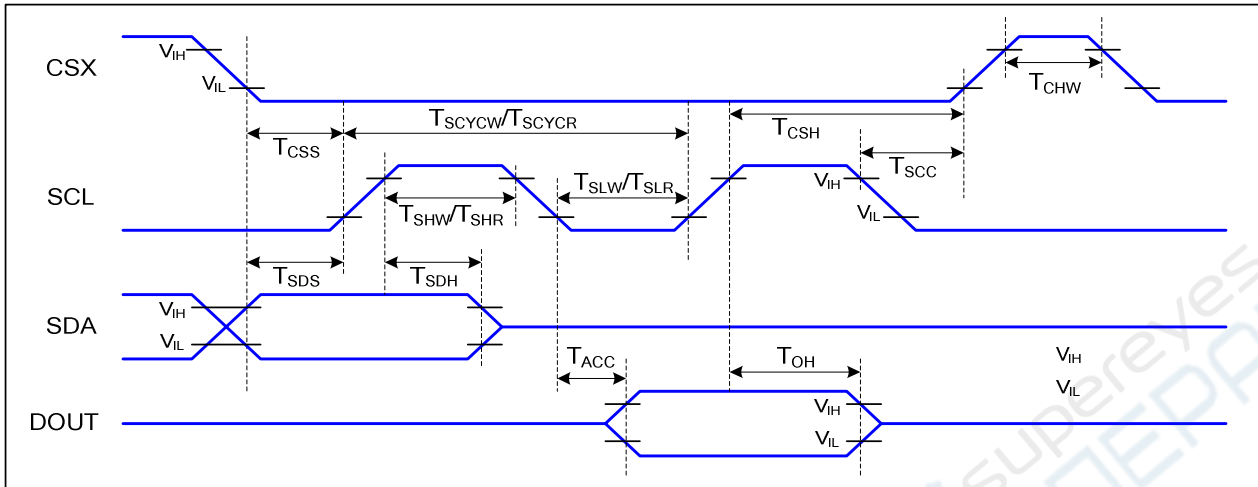 CSX
VIH
VIL
TCHW
TSCYCW/TSCYCR
TCSH
TCSS
TSCC
SCL
TSLW/TSLR
VIH
TSHW/TSHR
VIL
TSDS
TSDH
SDA
VIH
VIL
TACC
TOH
VIH
VIL
DOUT
VIH
VIL
supereyes